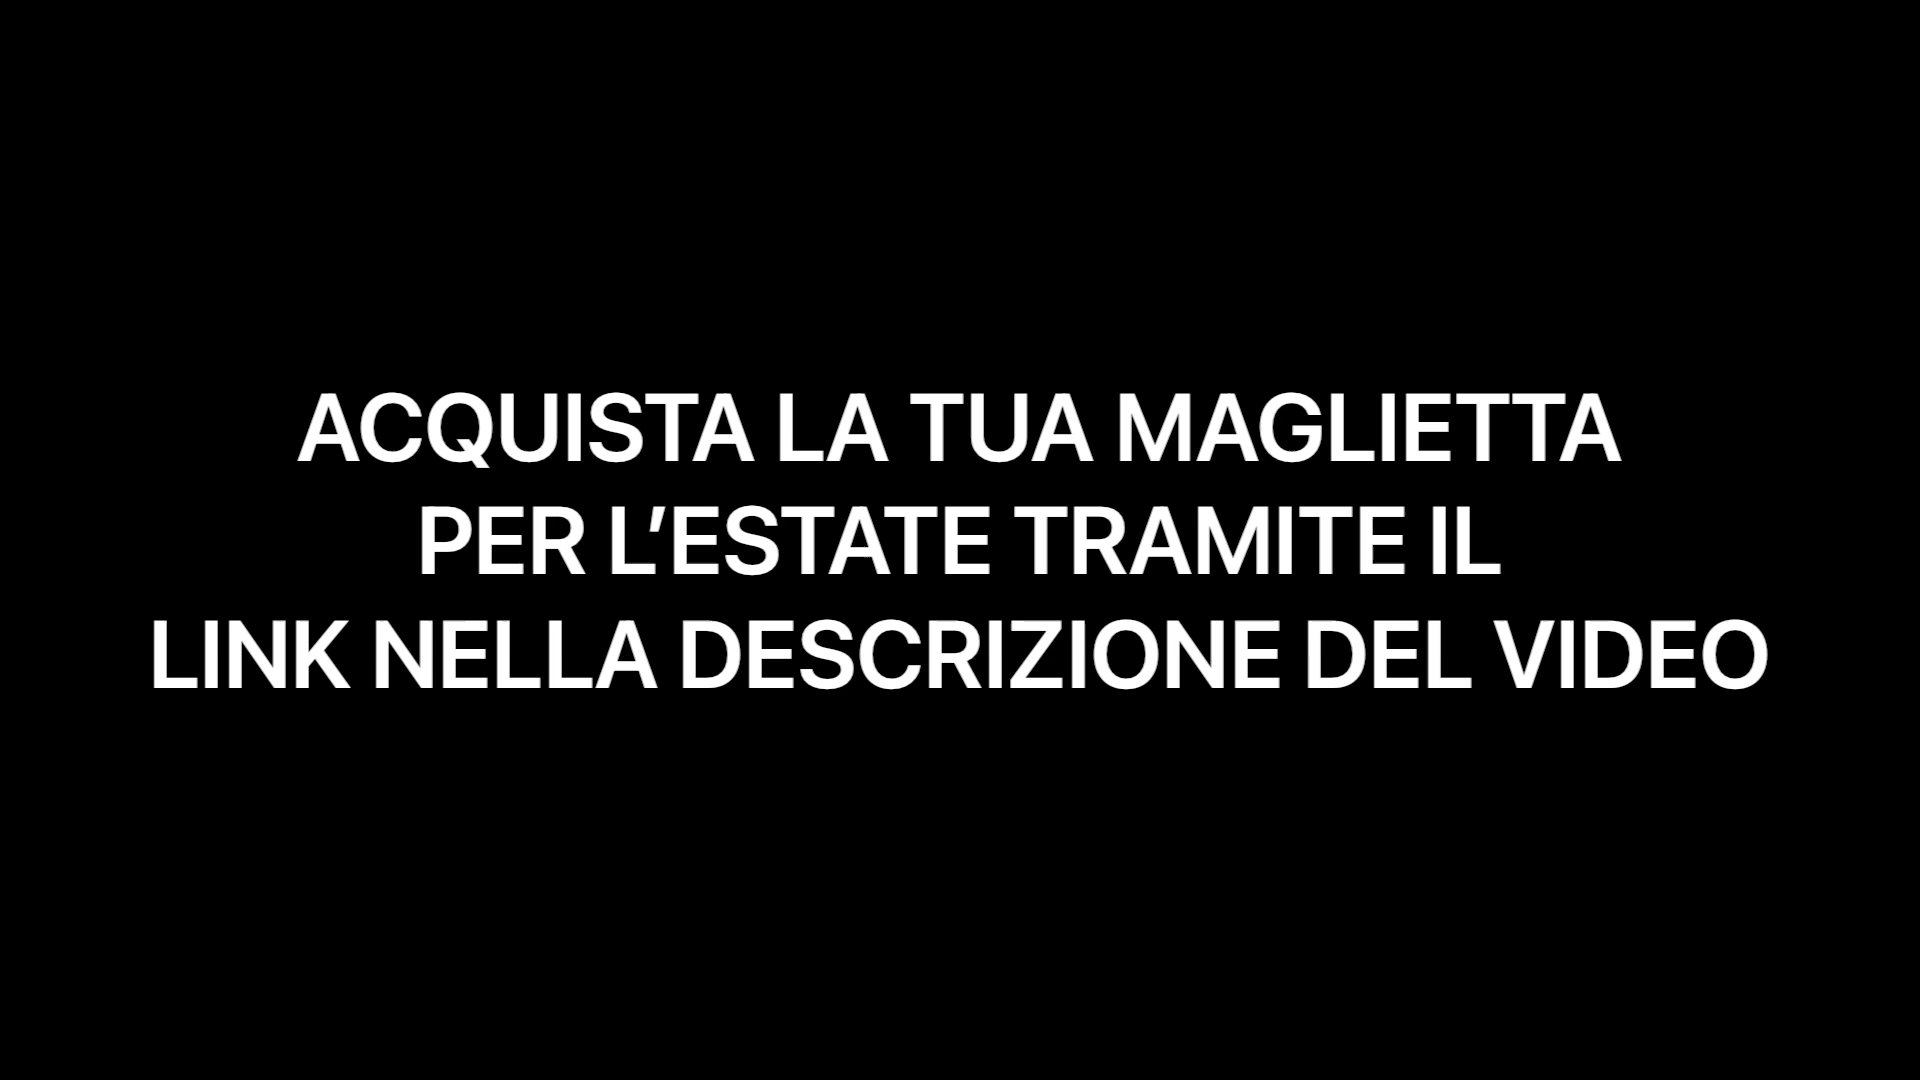 ACQUISTA LA TUA MAGLIETTA
PER L’ESTATE TRAMITE IL
LINK NELLA DESCRIZIONE DEL VIDEO